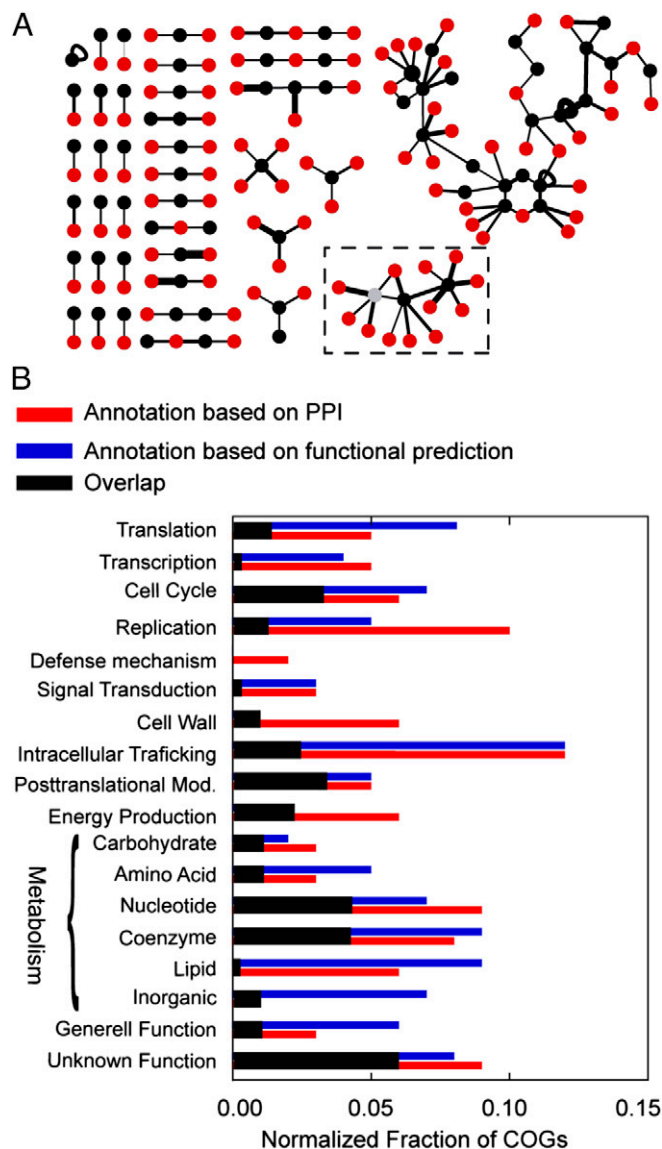 A
B
Annotation based on PPI
Annotation based on functional prediction
Overlap
Translation
Transcription
Cell Cycle
Replication
Defense mechanism
Signal Transduction
Cell Wall
Intracellular Traficking
Posttranslational Mod.
Energy Production
Metabolism
Carbohydrate
Amino Acid
Nucleotide
Coenzyme
Lipid
Inorganic
Generell Function
Unknown Function
0.00 0.05 0.10 0.15
Normalized Fraction of COGs